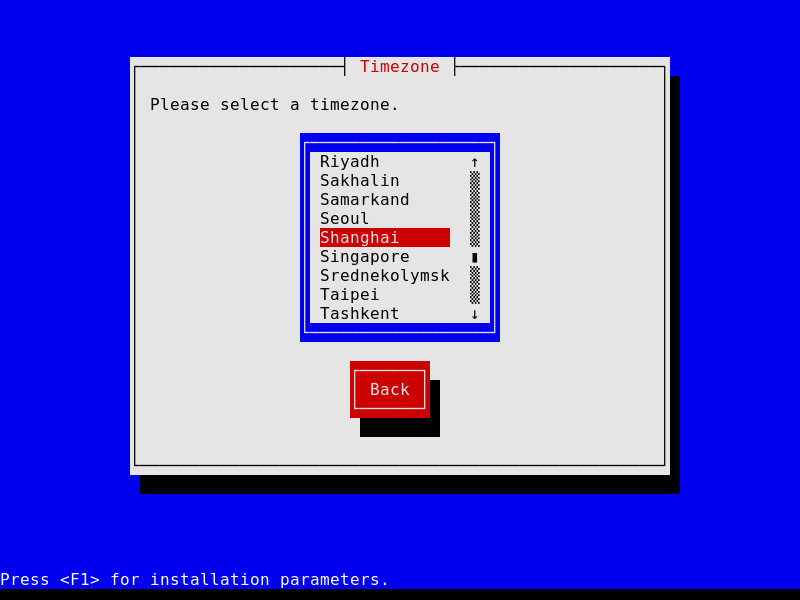 Timezone
Please select a timezone.
Riyadh ↑
Sakhalin
Samarkand
Seoul
Shanghai
Singapore
Srednekolymsk
Taipei
Tashkent ↓
Back
Press <F1> for installation parameters.